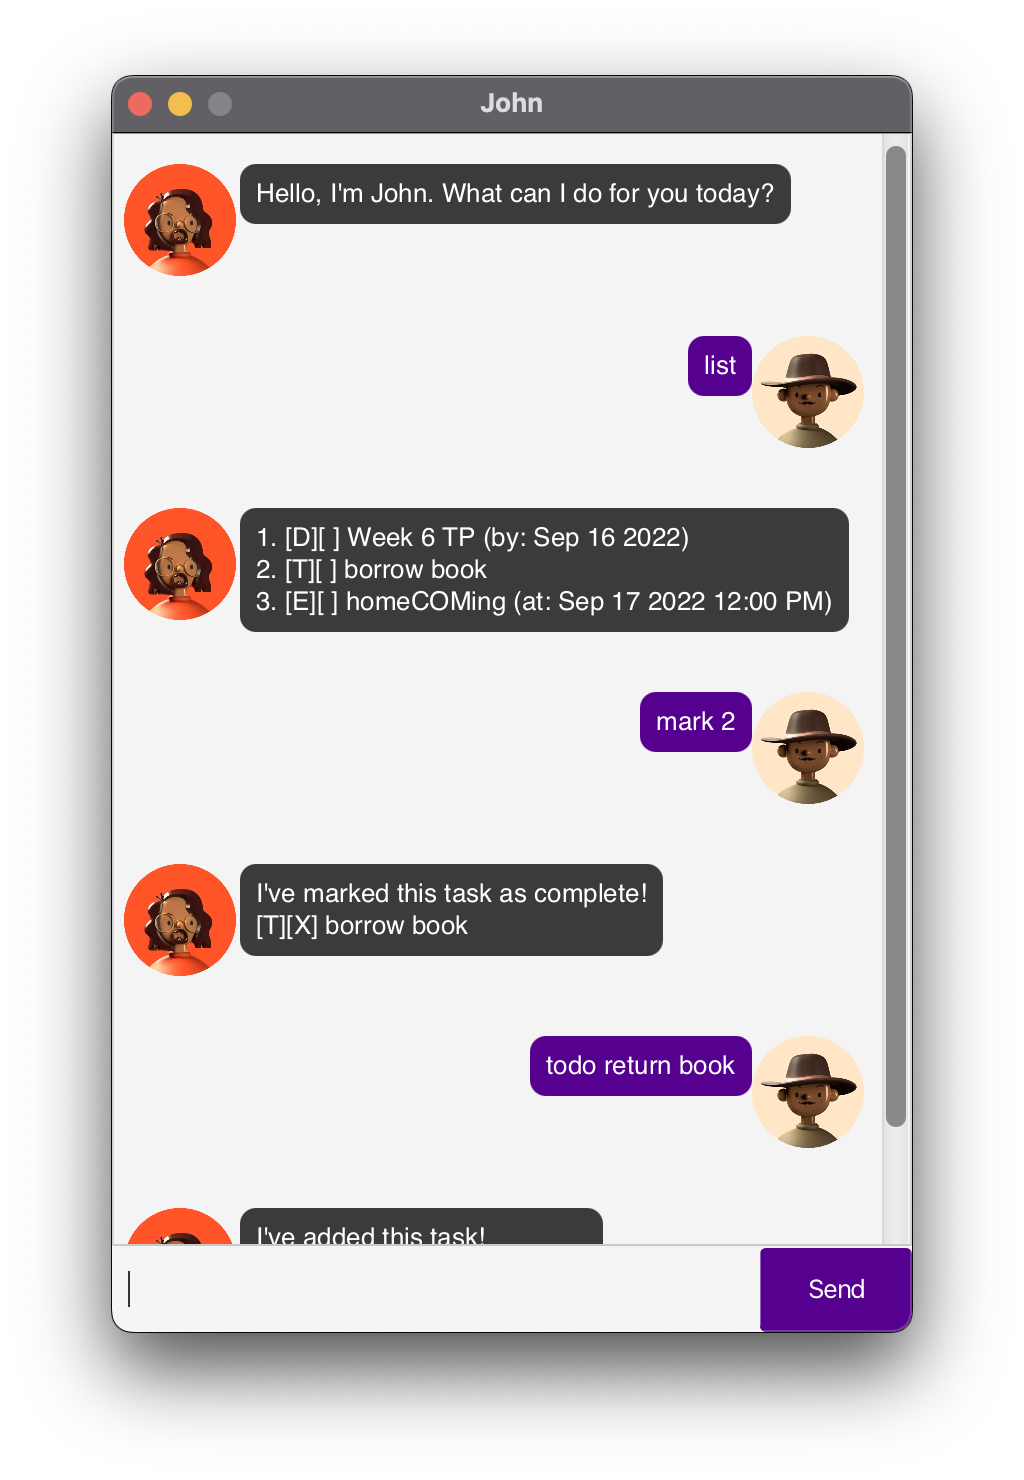 John
Hello, I'm John. What can I do for you today?
list
1. [D][ ] Week 6 TP (by: Sep 16 2022)
2. [T][ ] borrow book
3. [E][ ] homeCOMing (at: Sep 17 2022 12:00 PM)
mark 2
I've marked this task as complete!
[T][X] borrow book
todo return book
I've added this task!
Send